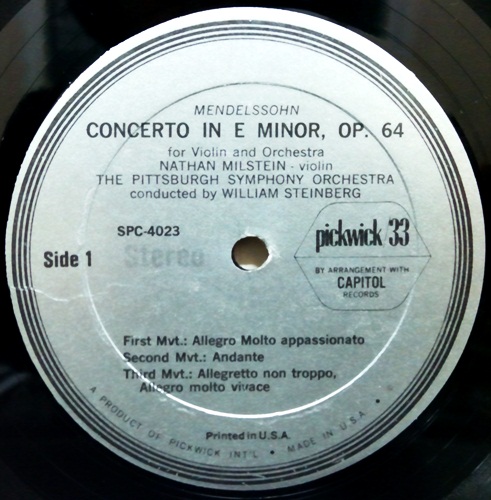 MENDELSSOHN
CONCERTO IN E MINOR, OP. 64
for Violin and Orchestra
NATHAN MILSTEIN - violin
THE PITTSBURGH SYMPHONY ORCHESTRA
conducted by WILLIAM STEINBERG
SPC-4023
pickwick 33
Side 1
Stereo
BY ARRANGEMENT WITH
CAPITOL
RECORDS
First Mvt.: Allegro Molto appassionato
Second Mvt.: Andante
Third Mvt.: Allegretto non troppo,
Allegro molto vivace
Printed in U.S.A.
A PRODUCT OF PICKWICK INT'L • MADE IN U.S.A. •